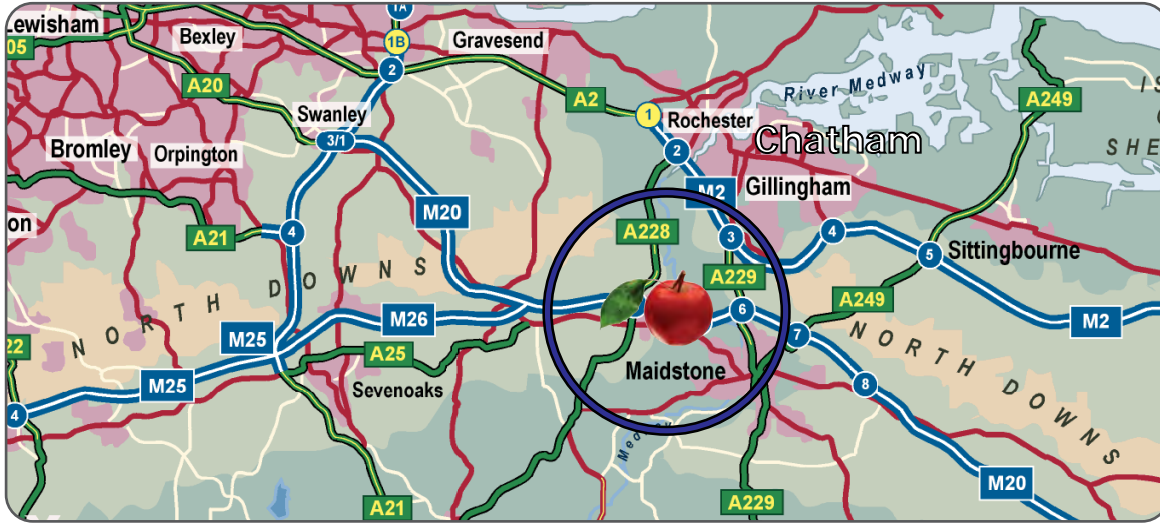 1A
Lewisham
05
Bexley
1B
Gravesend
2
A20
A2
1
Rochester
River Medway
A249
Swanley
3/1
2
Chatham
Bromley
Orpington
M20
M2
Gillingham
on
A21
4
A228
3
4
5
Sittingbourne
NORTH DOWNS
A229
A249
M25
M26
6
7
M2
22
A25
Maidstone
NORTH DOWNS
M25
Sevenoaks
8
4
Medway
M20
A21
A229